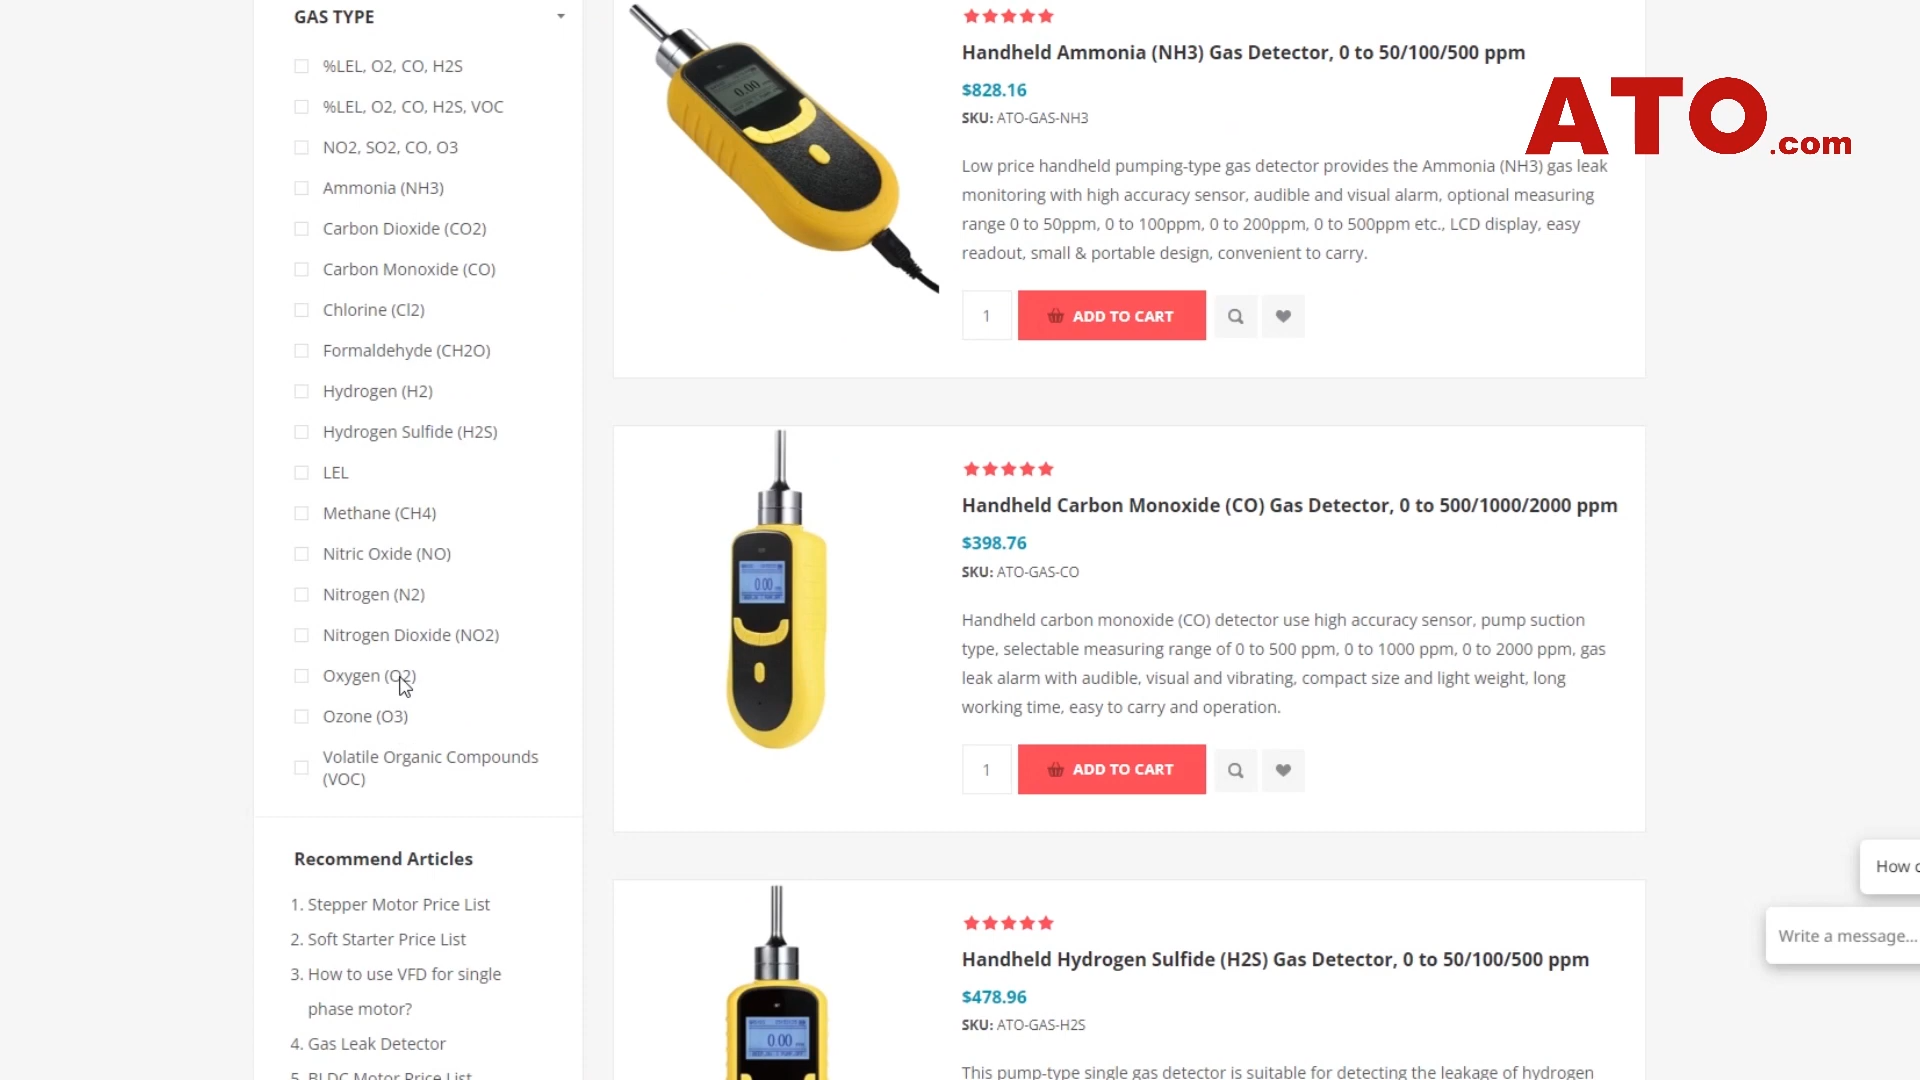 GAS TYPE
%LEL, O2, CO, H2S
%LEL, O2, CO, H2S, VOC
NO2, SO2, CO, O3
Ammonia (NH3)
Carbon Dioxide (CO2)
Carbon Monoxide (CO)
Chlorine (Cl2)
Formaldehyde (CH2O)
Hydrogen (H2)
Hydrogen Sulfide (H2S)
LEL
Methane (CH4)
Nitric Oxide (NO)
Nitrogen (N2)
Nitrogen Dioxide (NO2)
Oxygen (O2)
Ozone (O3)
Volatile Organic Compounds
(VOC)
Recommend Articles
1. Stepper Motor Price List
2. Soft Starter Price List
3. How to use VFD for single
phase motor?
4. Gas Leak Detector
5. BLDC Motor Price List
0.00
Handheld Ammonia (NH3) Gas Detector, 0 to 50/100/500 ppm
$828.16
SKU: ATO-GAS-NH3
Low price handheld pumping-type gas detector provides the Ammonia (NH3) gas leak
monitoring with high accuracy sensor, audible and visual alarm, optional measuring
range 0 to 50ppm, 0 to 100ppm, 0 to 200ppm, 0 to 500ppm etc., LCD display, easy
readout, small & portable design, convenient to carry.
1
ADD TO CART
ATO.com
0.00
Handheld Carbon Monoxide (CO) Gas Detector, 0 to 500/1000/2000 ppm
$398.76
SKU: ATO-GAS-CO
Handheld carbon monoxide (CO) detector use high accuracy sensor, pump suction
type, selectable measuring range of 0 to 500 ppm, 0 to 1000 ppm, 0 to 2000 ppm, gas
leak alarm with audible, visual and vibrating, compact size and light weight, long
working time, easy to carry and operation.
1
ADD TO CART
0.00
Handheld Hydrogen Sulfide (H2S) Gas Detector, 0 to 50/100/500 ppm
$478.96
SKU: ATO-GAS-H2S
This pump-type single gas detector is suitable for detecting the leakage of hydrogen
How
Write a message...